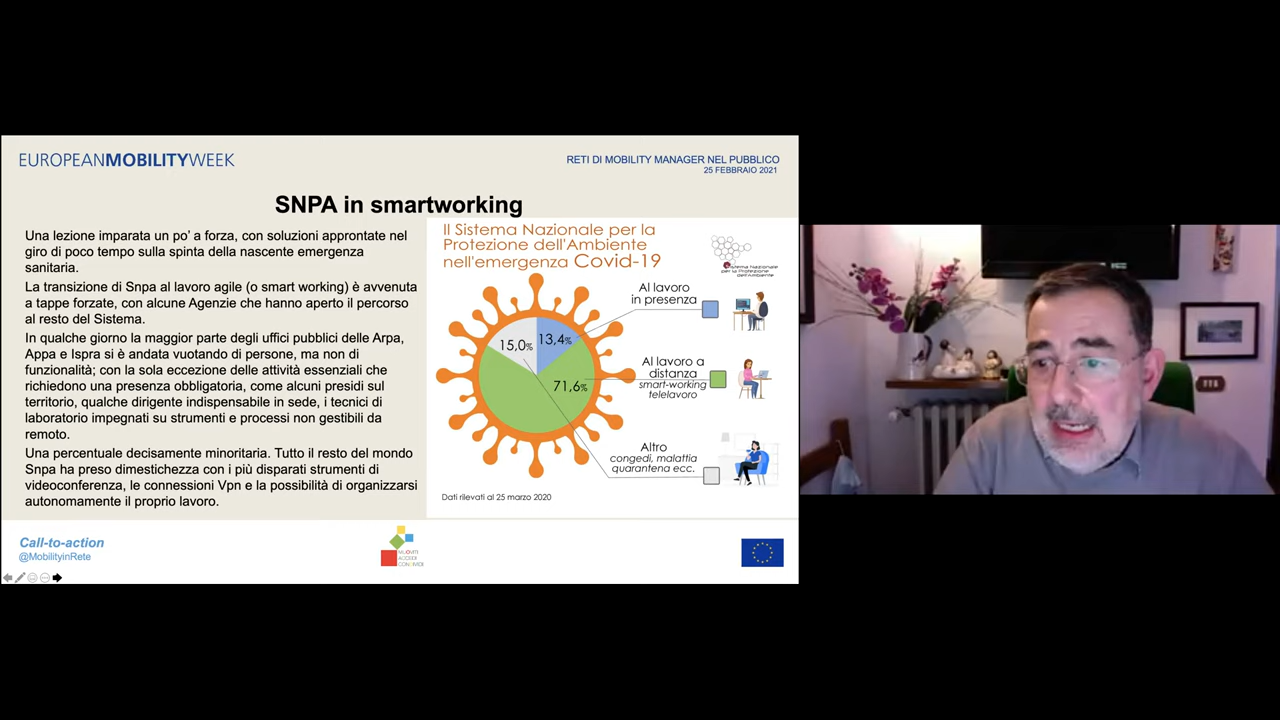 EUROPEANMOBILITYWEEK
RETI DI MOBILITY MANAGER NEL PUBBLICO
25 FEBBRAIO 2021
SNPA in smartworking
Una lezione imparata un po' a forza, con soluzioni approntate nel
giro di poco tempo sulla spinta della nascente emergenza
sanitaria.
La transizione di Snpa al lavoro agile (o smart working) è avvenuta
a tappe forzate, con alcune Agenzie che hanno aperto il percorso
al resto del Sistema.
In qualche giorno la maggior parte degli uffici pubblici delle Arpa,
Appa e Ispra si è andata vuotando di persone, ma non di
funzionalità; con la sola eccezione delle attività essenziali che
richiedono una presenza obbligatoria, come alcuni presidi sul
territrio, qualche dirigente indispensabile in sede, i tecnici di
laboratorio impegnati su strumenti e processi non gestibili da
remoto.
Una percentuale decisamente minoritaria. Tutto il resto del mondo
Snpa ha preso dimestichezza con i più disparati strumenti di
videoconferenza, le connessioni Vpn e la possibilità di organizzarsi
autonomamente il proprio lavoro.
Il Sistema Nazionale per la
Protezione dell'Ambiente
nell'emergenza Covid-19
Sistema Nazionale
per la Protezione
dell'Ambiente
Al lavoro
in presenza
15,0%
13,4%
71,6%
Al lavoro a
distanza
smart-working
telelavoro
Altro
congedi, malattia
quarantena ecc.
Dati rilevati al 25 marzo 2020
Call-to-action
@MobilityinRete